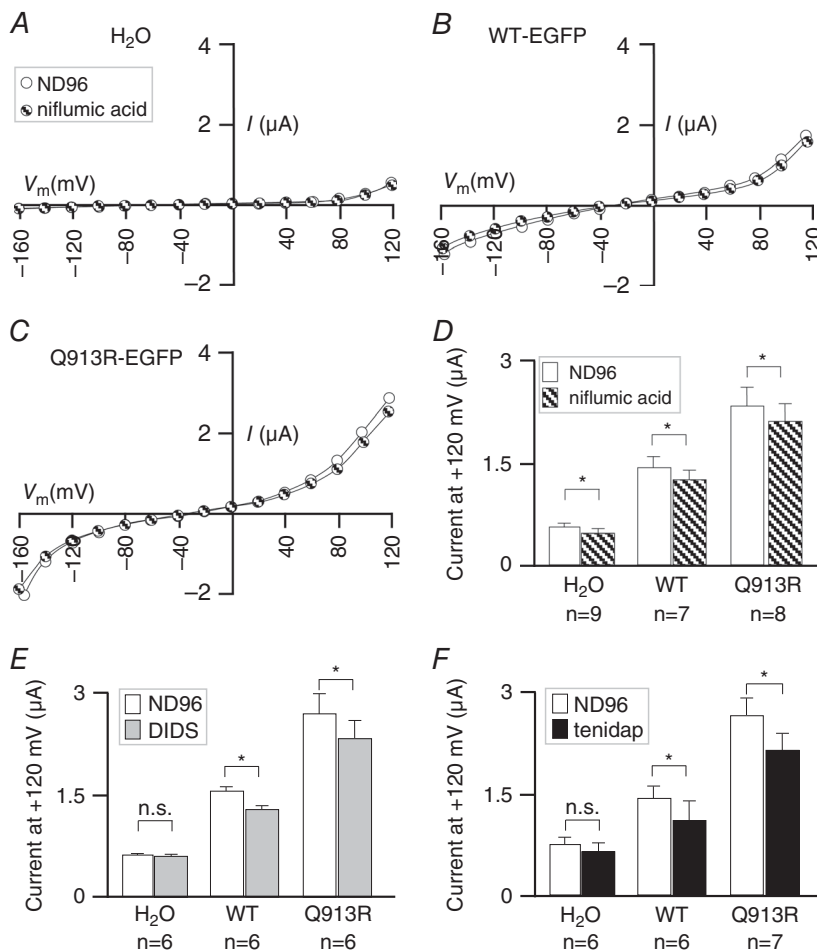 A
H₂O
ND96
niflumic acid
4
2
−2
I (µA)
Vm(mV)
−160
−120
−80
−40
40
80
120
B
WT-EGFP
4
2
−2
I (µA)
Vm(mV)
−160
−120
−80
−40
40
80
120
C
Q913R-EGFP
4
2
−2
I (µA)
Vm(mV)
−160
−120
−80
−40
40
80
120
D
Current at +120 mV (µA)
3
1.5
0
ND96
niflumic acid
*
*
*
H₂O
WT
Q913R
n=9
n=7
n=8
E
Current at +120 mV (µA)
3
1.5
0
ND96
DIDS
n.s.
*
*
H₂O
WT
Q913R
n=6
n=6
n=6
F
Current at +120 mV (µA)
3
1.5
0
ND96
tenidap
n.s.
*
*
H₂O
WT
Q913R
n=6
n=6
n=7